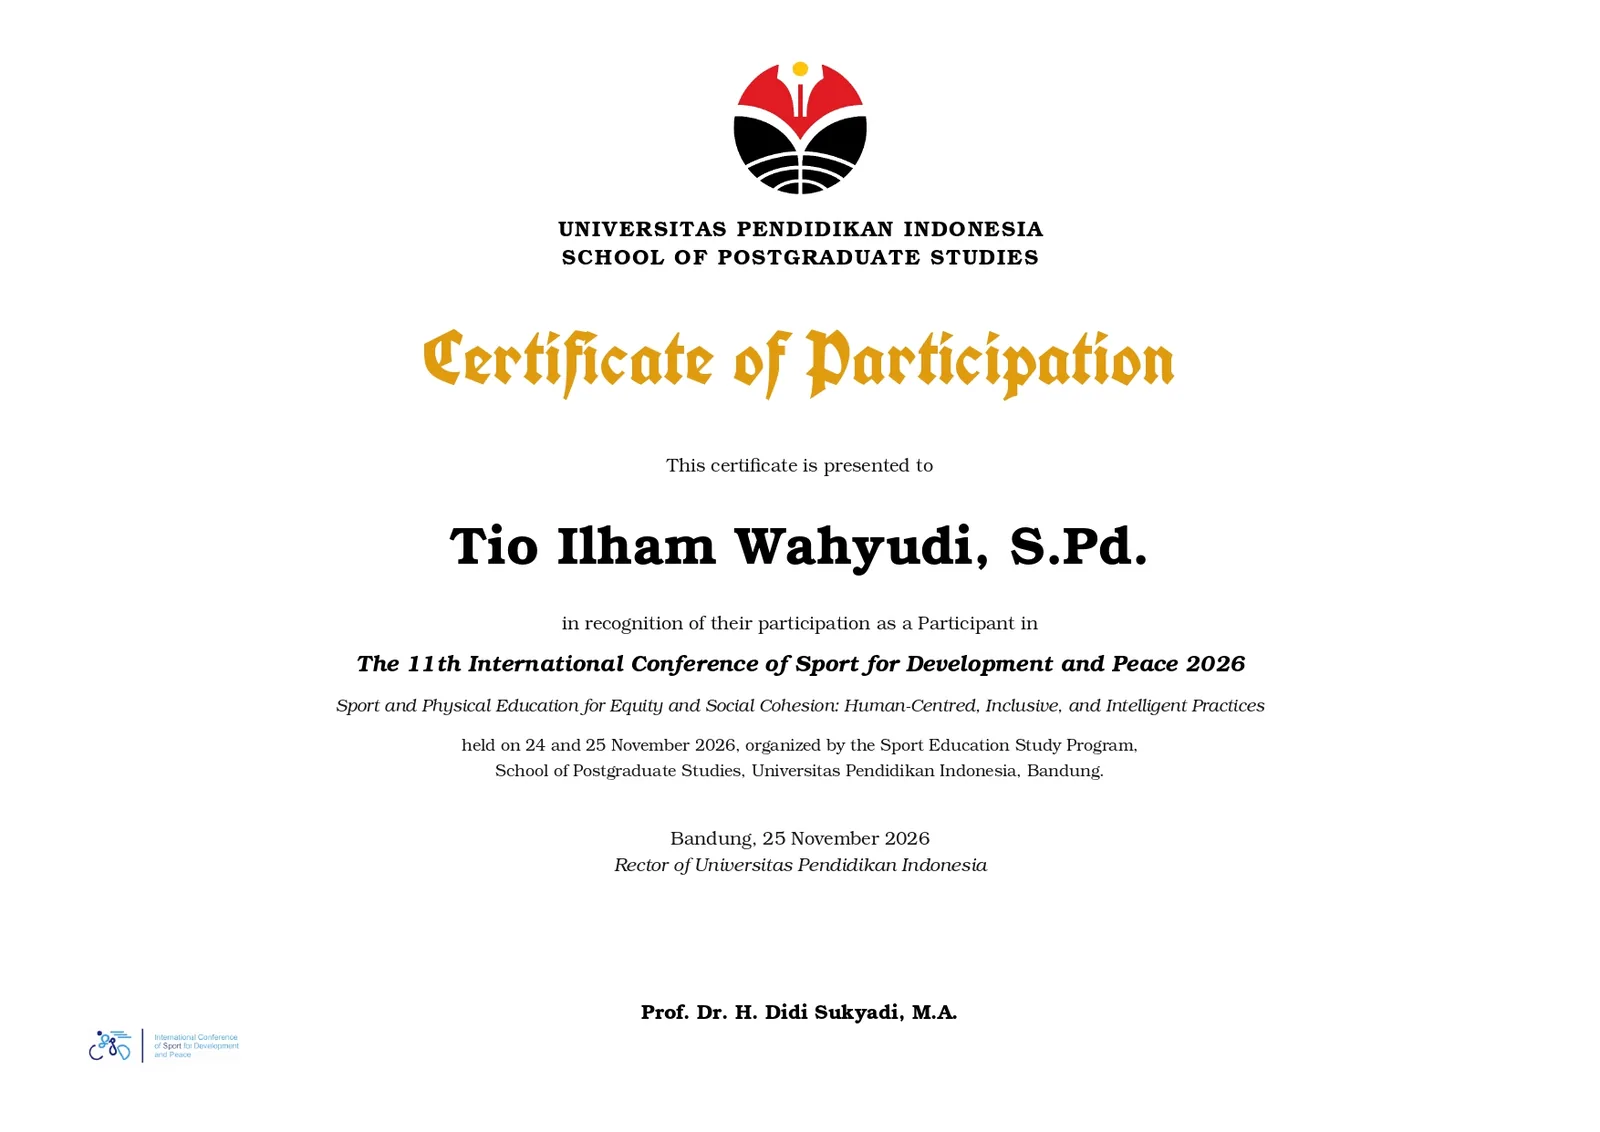 UNIVERSITAS PENDIDIKAN INDONESIA
SCHOOL OF POSTGRADUATE STUDIES
Certificate of Participation
This certificate is presented to
Tio Ilham Wahyudi, S.Pd.
in recognition of their participation as a Participant in
The 11th International Conference of Sport for Development and Peace 2026
Sport and Physical Education for Equity and Social Cohesion: Human-Centred, Inclusive, and Intelligent Practices
held on 24 and 25 November 2026, organized by the Sport Education Study Program,
School of Postgraduate Studies, Universitas Pendidikan Indonesia, Bandung.
Bandung, 25 November 2026
Rector of Universitas Pendidikan Indonesia
Prof. Dr. H. Didi Sukyadi, M.A.
International Conference
of Sport for Development
and Peace